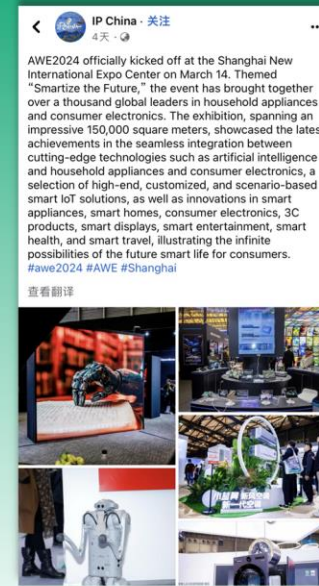 IP China · 关注
4天 ·
AWE2024 officially kicked off at the Shanghai New
International Expo Center on March 14. Themed
“Smartize the Future,” the event has brought together
over a thousand global leaders in household appliances
and consumer electronics. The exhibition, spanning an
impressive 150,000 square meters, showcased the lates
achievements in the seamless integration between
cutting-edge technologies such as artificial intelligence
and household appliances and consumer electronics, a
selection of high-end, customized, and scenario-based
smart IoT solutions, as well as innovations in smart
appliances, smart homes, consumer electronics, 3C
products, smart displays, smart entertainment, smart
health, and smart travel, illustrating the infinite
possibilities of the future smart life for consumers.
#awe2024 #AWE #Shanghai
查看翻译
新一代空调